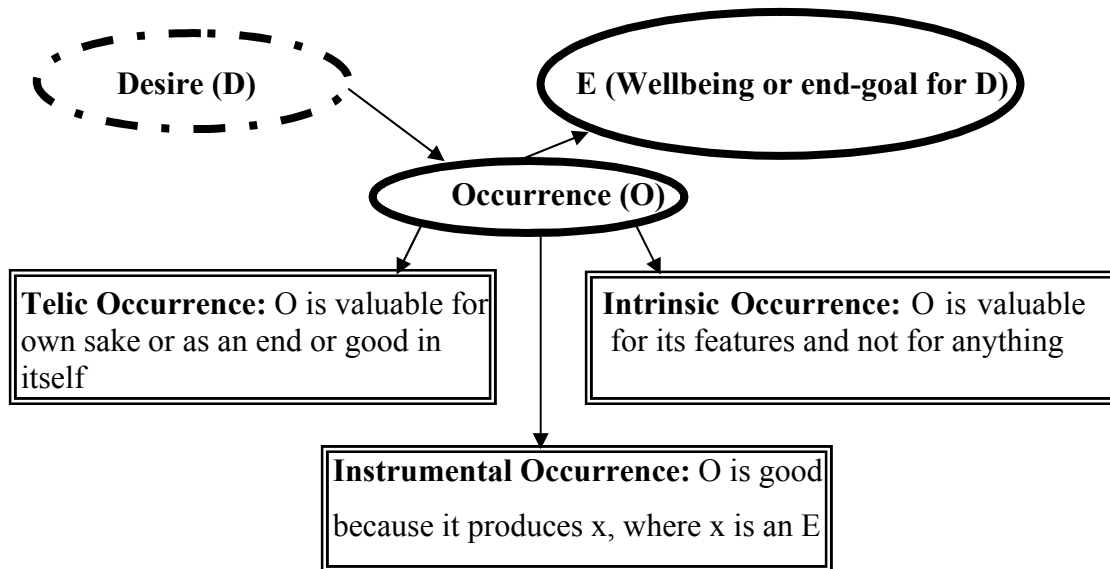 Desire (D)
E (Wellbeing or end-goal for D)
Occurrence (O)
Telic Occurrence: O is valuable for
own sake or as an end or good in
itself
Intrinsic Occurrence: O is valuable
for its features and not for anything
Instrumental Occurrence: O is good
because it produces x, where x is an E